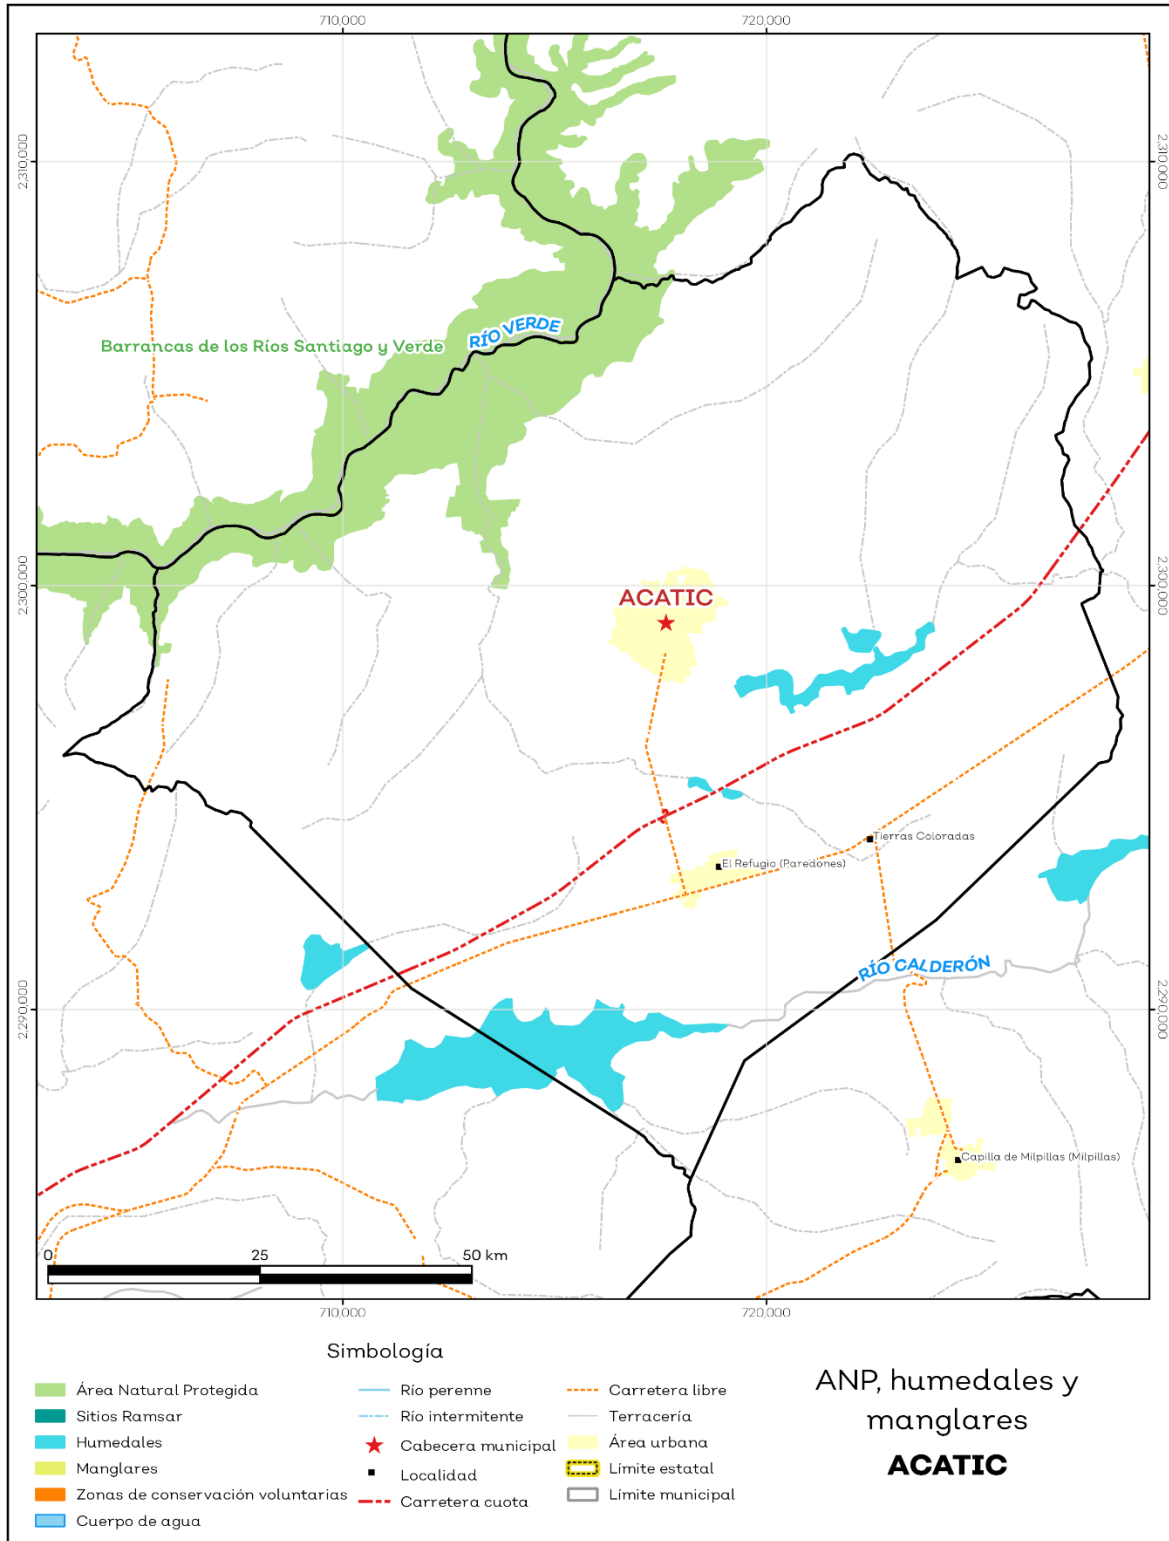 710,000
720,000
2,310,000
2,310,000
RÍO VERDE
Barrancas de los Ríos Santiago y Verde
2,300,000
2,300,000
ACATIC
Tierras Coloradas
El Refugio (Paredones)
RÍO CALDERÓN
2,290,000
2,290,000
Capilla de Milpillas (Milpillas)
0
25
50 km
710,000
720,000
Simbología
Área Natural Protegida
Sitios Ramsar
Humedales
Manglares
Zonas de conservación voluntarias
Cuerpo de agua
Río perenne
Río intermitente
Cabecera municipal
Localidad
Carretera cuota
Carretera libre
Terracería
Área urbana
Límite estatal
Límite municipal
ANP, humedales y
manglares
ACATIC